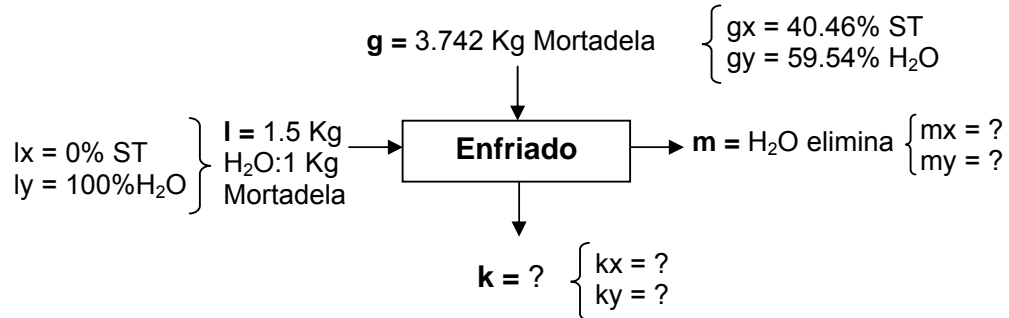 g = 3.742 Kg Mortadela
gx = 40.46% ST
gy = 59.54% H₂O
lx = 0% ST
ly = 100%H₂O
l = 1.5 Kg
H₂O:1 Kg
Mortadela
Enfriado
m = H₂O elimina
mx = ?
my = ?
k = ?
kx = ?
ky = ?